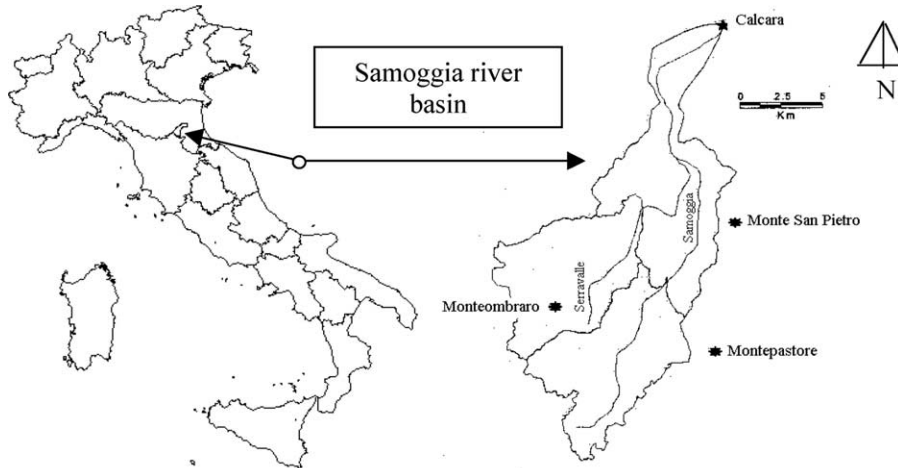 Samoggia river
basin
Calcara
N
0 2.5 5
Km
Samoggia
Monte San Pietro
Serravalle
Monteombraro
Montepastore